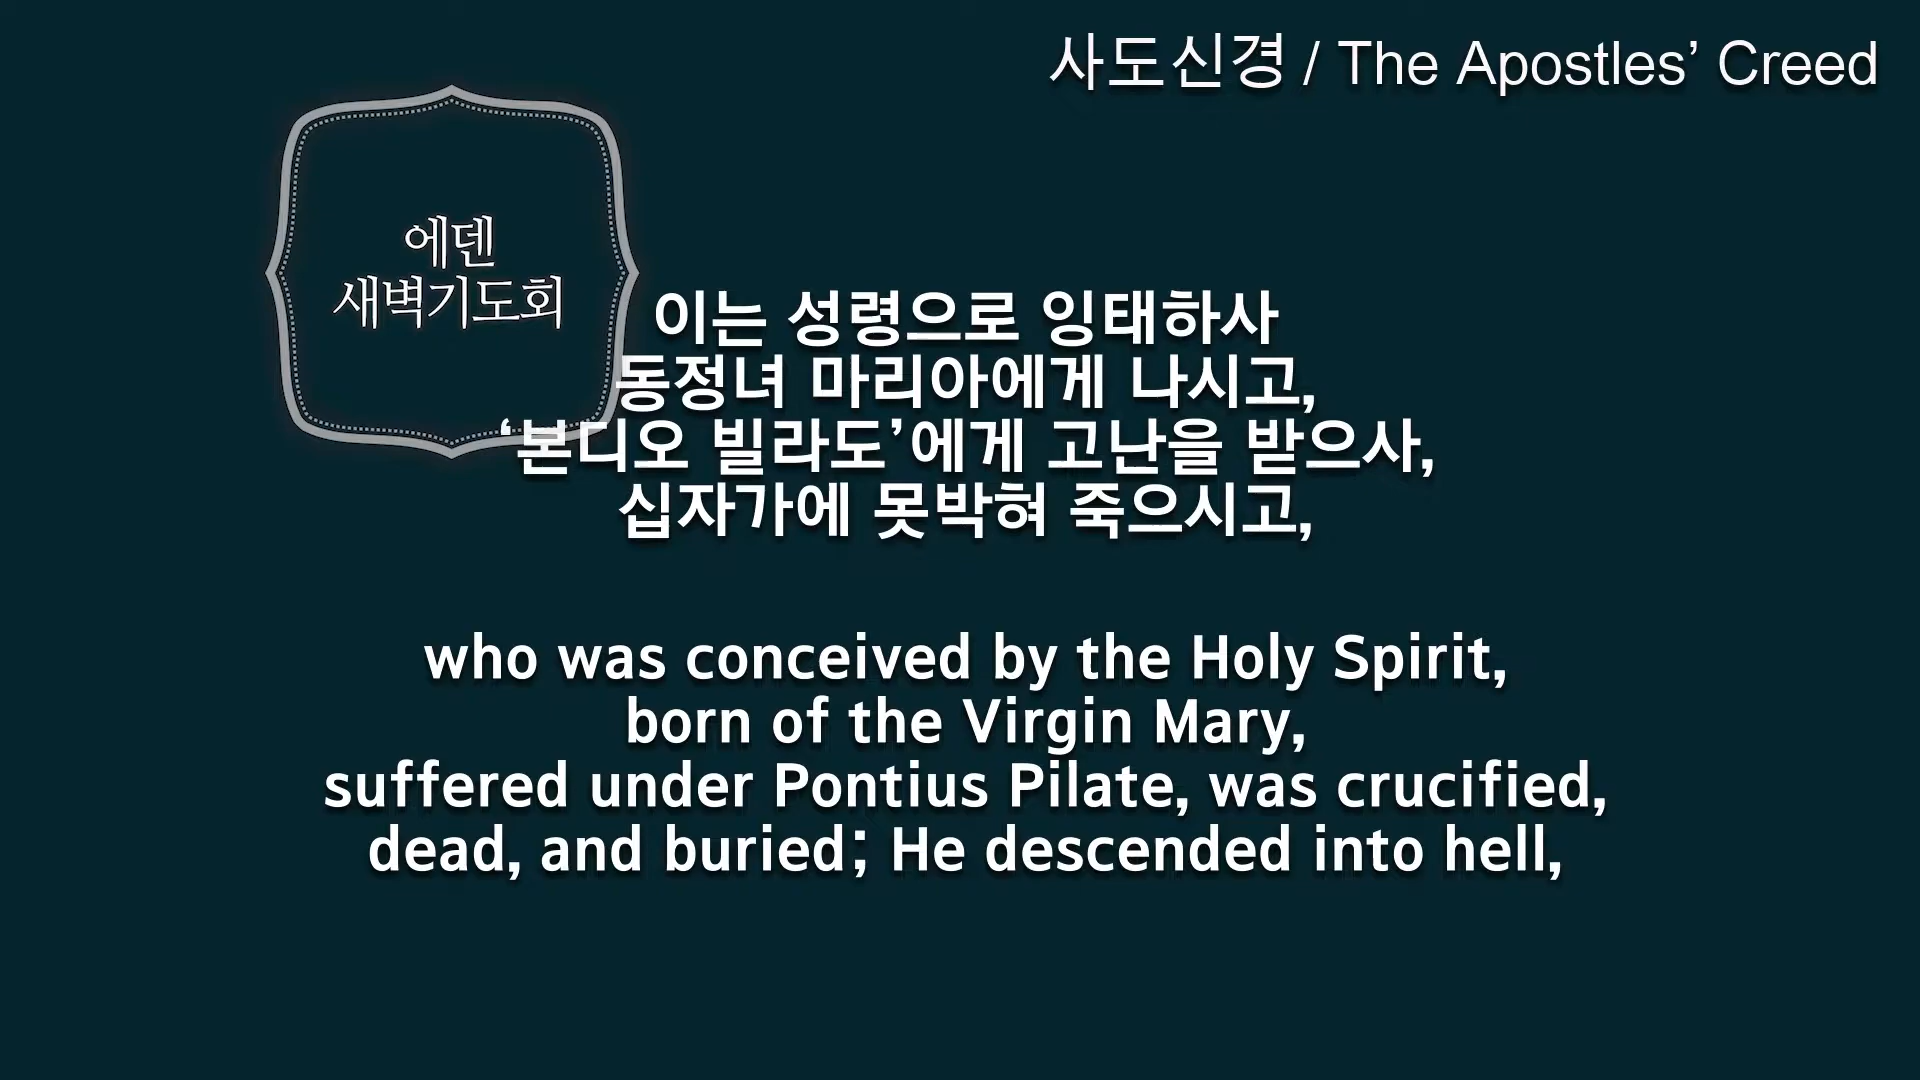 사도신경 / The Apostles’ Creed
에덴
새벽기도회
이는 성령으로 잉태하사
동정녀 마리아에게 나시고,
‘본디오 빌라도’에게 고난을 받으사,
십자가에 못박혀 죽으시고,
who was conceived by the Holy Spirit,
born of the Virgin Mary,
suffered under Pontius Pilate, was crucified,
dead, and buried; He descended into hell,